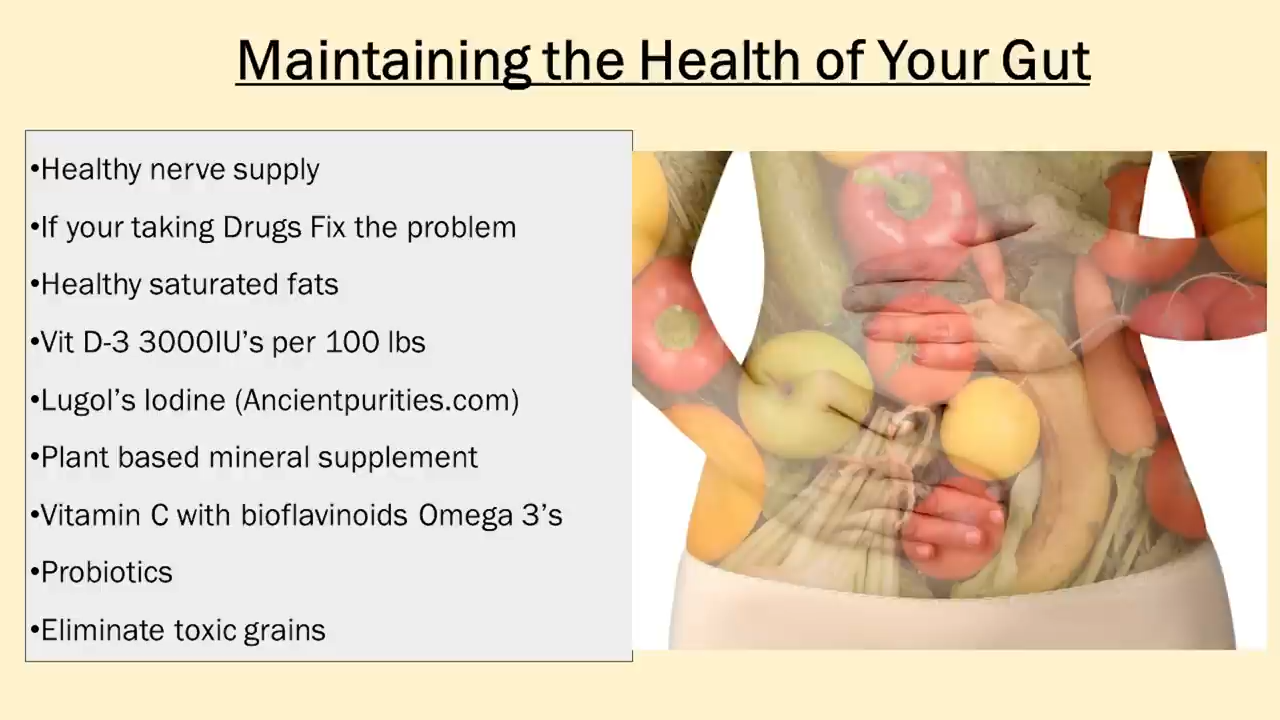 Maintaining the Health of Your Gut
•Healthy nerve supply
•If your taking Drugs Fix the problem
•Healthy saturated fats
•Vit D-3 3000IU’s per 100 lbs
•Lugol’s Iodine (Ancientpurities.com)
•Plant based mineral supplement
•Vitamin C with bioflavinoids Omega 3’s
•Probiotics
•Eliminate toxic grains